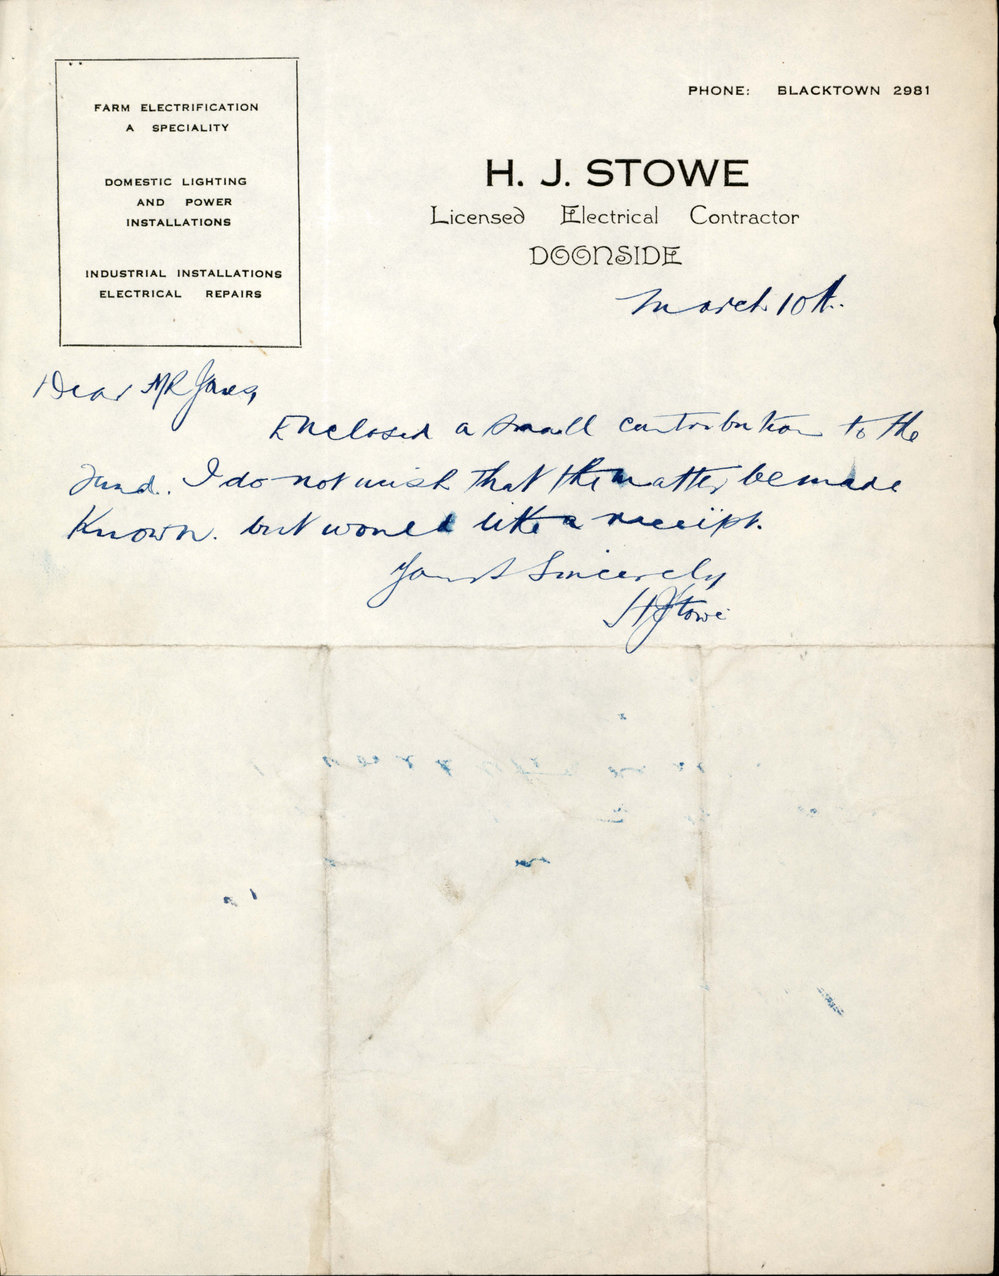 FARM ELECTRIFICATION
A SPECIALITY
DOMESTIC LIGHTING
AND POWER
INSTALLATIONS
INDUSTRIAL INSTALLATIONS
ELECTRICAL REPAIRS
PHONE: BLACKTOWN 2981
H. J. STOWE
Licensed Electrical Contractor
DOONSIDE
March 10th.
Dear MR Jones,
Enclosed a small contribution to the
Fund. I do not wish that the matter be made
Known. but would like a receipt.
Yours Sincerely
HJStowe